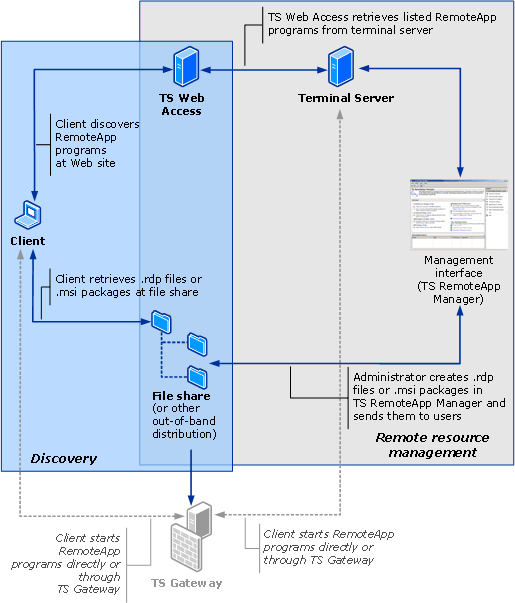 TS Web Access retrieves listed RemoteApp
programs from terminal server
TS Web
Access
Terminal Server
Client discovers
RemoteApp
programs
at Web site
Client
Management
interface
(TS RemoteApp
Manager)
Client retrieves .rdp files or
.msi packages at file share
File share
(or other
out-of-band
distribution)
Administrator creates .rdp
files or .msi packages in
TS RemoteApp Manager and
sends them to users
Discovery
Remote resource
management
Client starts
RemoteApp
programs directly or
through
TS Gateway
TS Gateway
Client starts RemoteApp
programs directly or
through TS Gateway